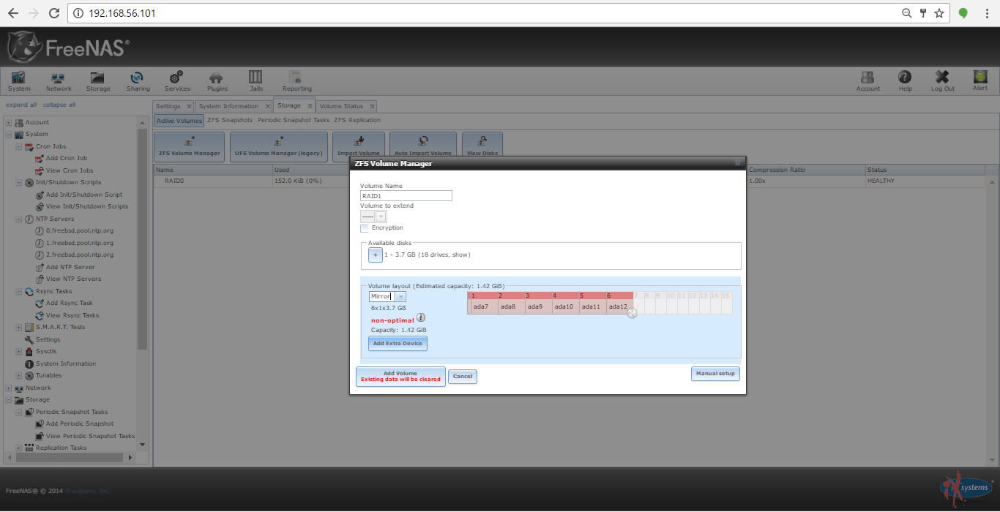 192.168.56.101
FreeNAS®
System Network Storage Sharing Services Plugins Jails Reporting Account Help Log Out Alert
expand all collapse all
Settings System Information Storage Volume Status
Active Volumes ZFS Snapshots Periodic Snapshot Tasks ZFS Replication
ZFS Volume Manager UFS Volume Manager (legacy) Import Volume Auto Import Volume View Disks
Name Used Compression Ratio Status
RAID0 152.0 KiB (0%) 1.00x HEALTHY
Account
System
Cron Jobs
Add Cron Job
View Cron Jobs
Init/Shutdown Scripts
Add Init/Shutdown Script
View Init/Shutdown Scripts
NTP Servers
0.freebsd.pool.ntp.org
1.freebsd.pool.ntp.org
2.freebsd.pool.ntp.org
Add NTP Server
View NTP Servers
Rsync Tasks
Add Rsync Task
View Rsync Tasks
S.M.A.R.T. Tests
Settings
Sysctls
System Information
Tunables
Network
Storage
Periodic Snapshot Tasks
Add Periodic Snapshot
View Periodic Snapshot Tasks
Replication Tasks
ZFS Volume Manager
Volume Name
RAID1
Volume to extend
-----
Encryption
Available disks
+ 1 - 3.7 GB (18 drives, show)
Volume layout (Estimated capacity: 1.42 GiB)
Mirror
6x1x3.7 GB
non-optimal
Capacity: 1.42 GiB
Add Extra Device
1 2 3 4 5 6 7 8 9 10 11 12 13 14 15
ada7 ada8 ada9 ada10 ada11 ada12
Add Volume
Existing data will be cleared
Cancel
Manual setup
FreeNAS® © 2014 iXsystems, Inc.
iXsystems